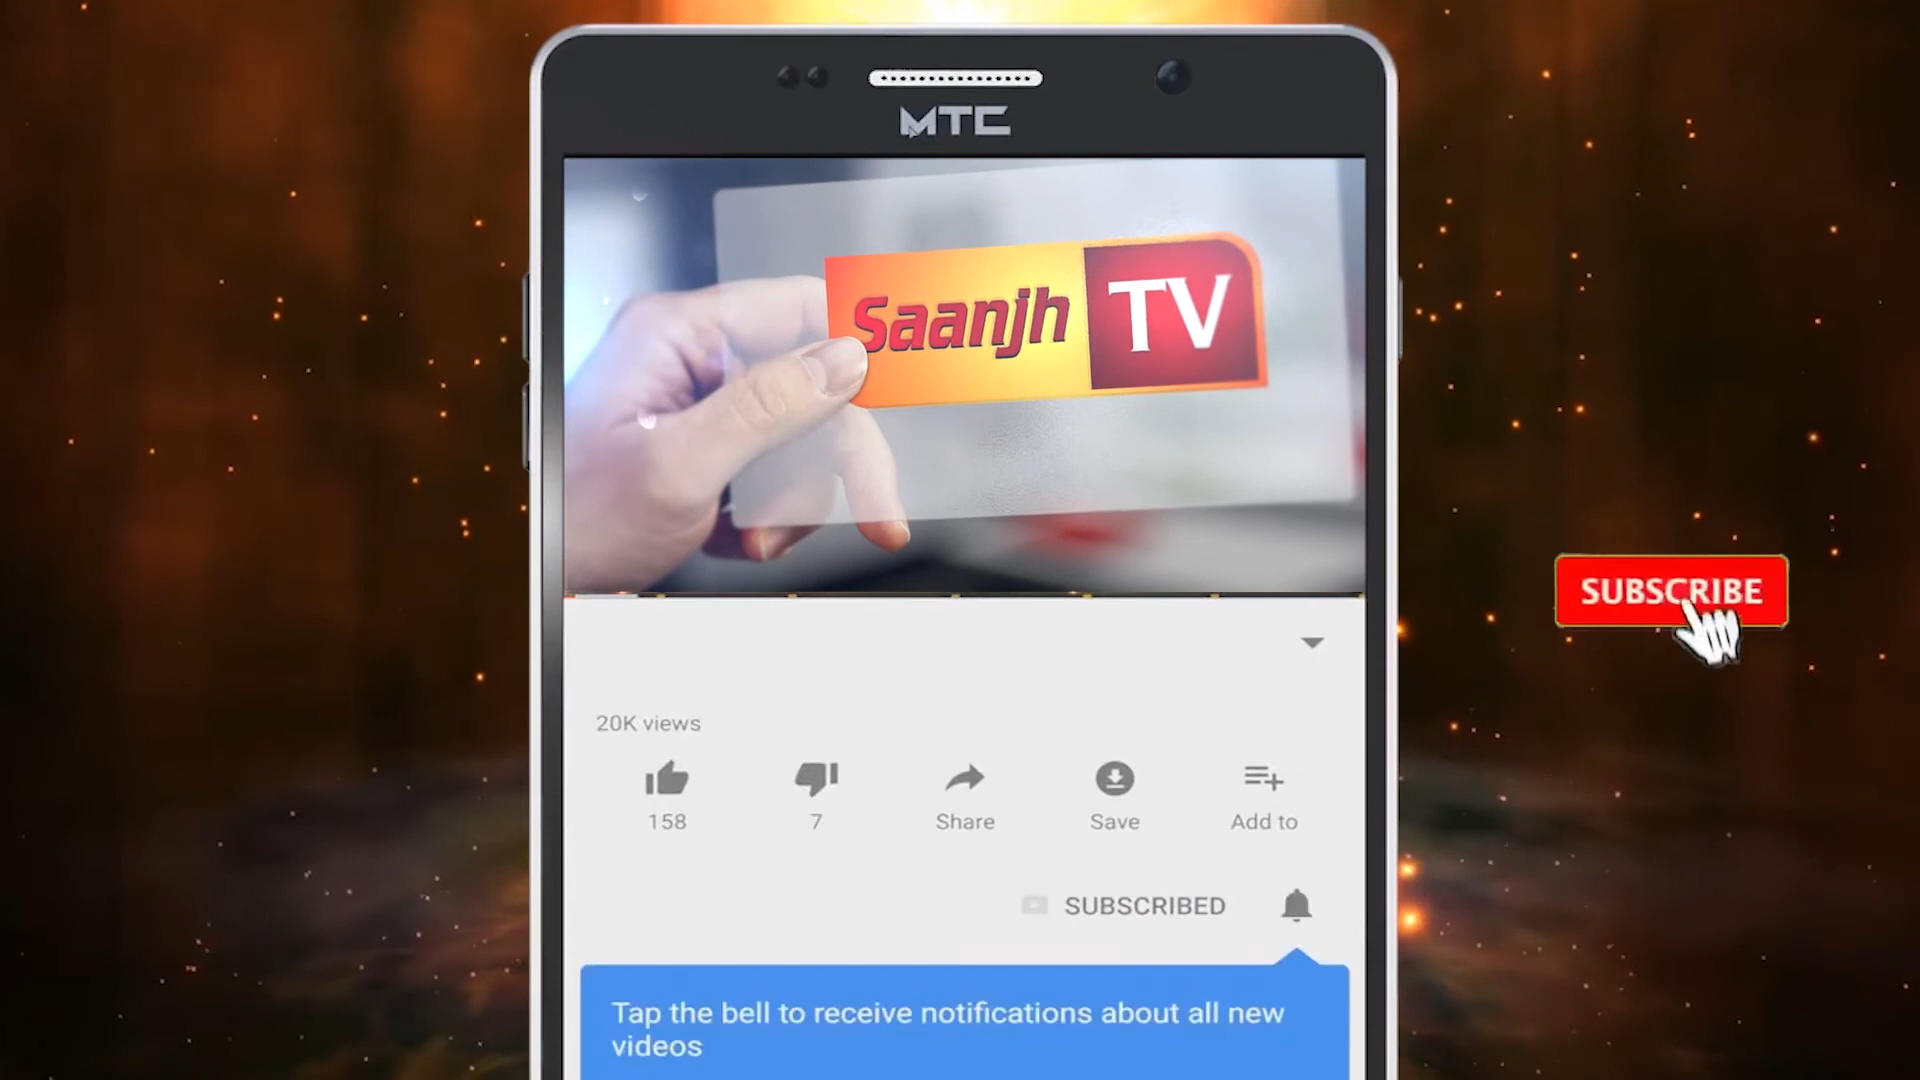 MTC
Saanjh TV
SUBSCRIBE
20K views
158
7
Share
Save
Add to
SUBSCRIBED
Tap the bell to receive notifications about all new
videos